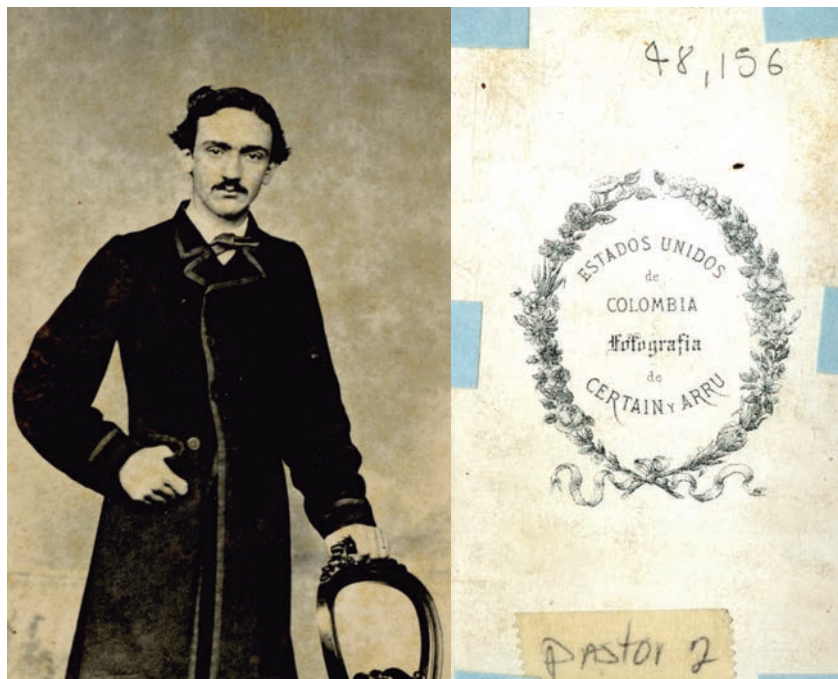 48,156
ESTADOS UNIDOS
de
COLOMBIA
Fotografia
de
CERTAIN Y ARRU
Pastor 2